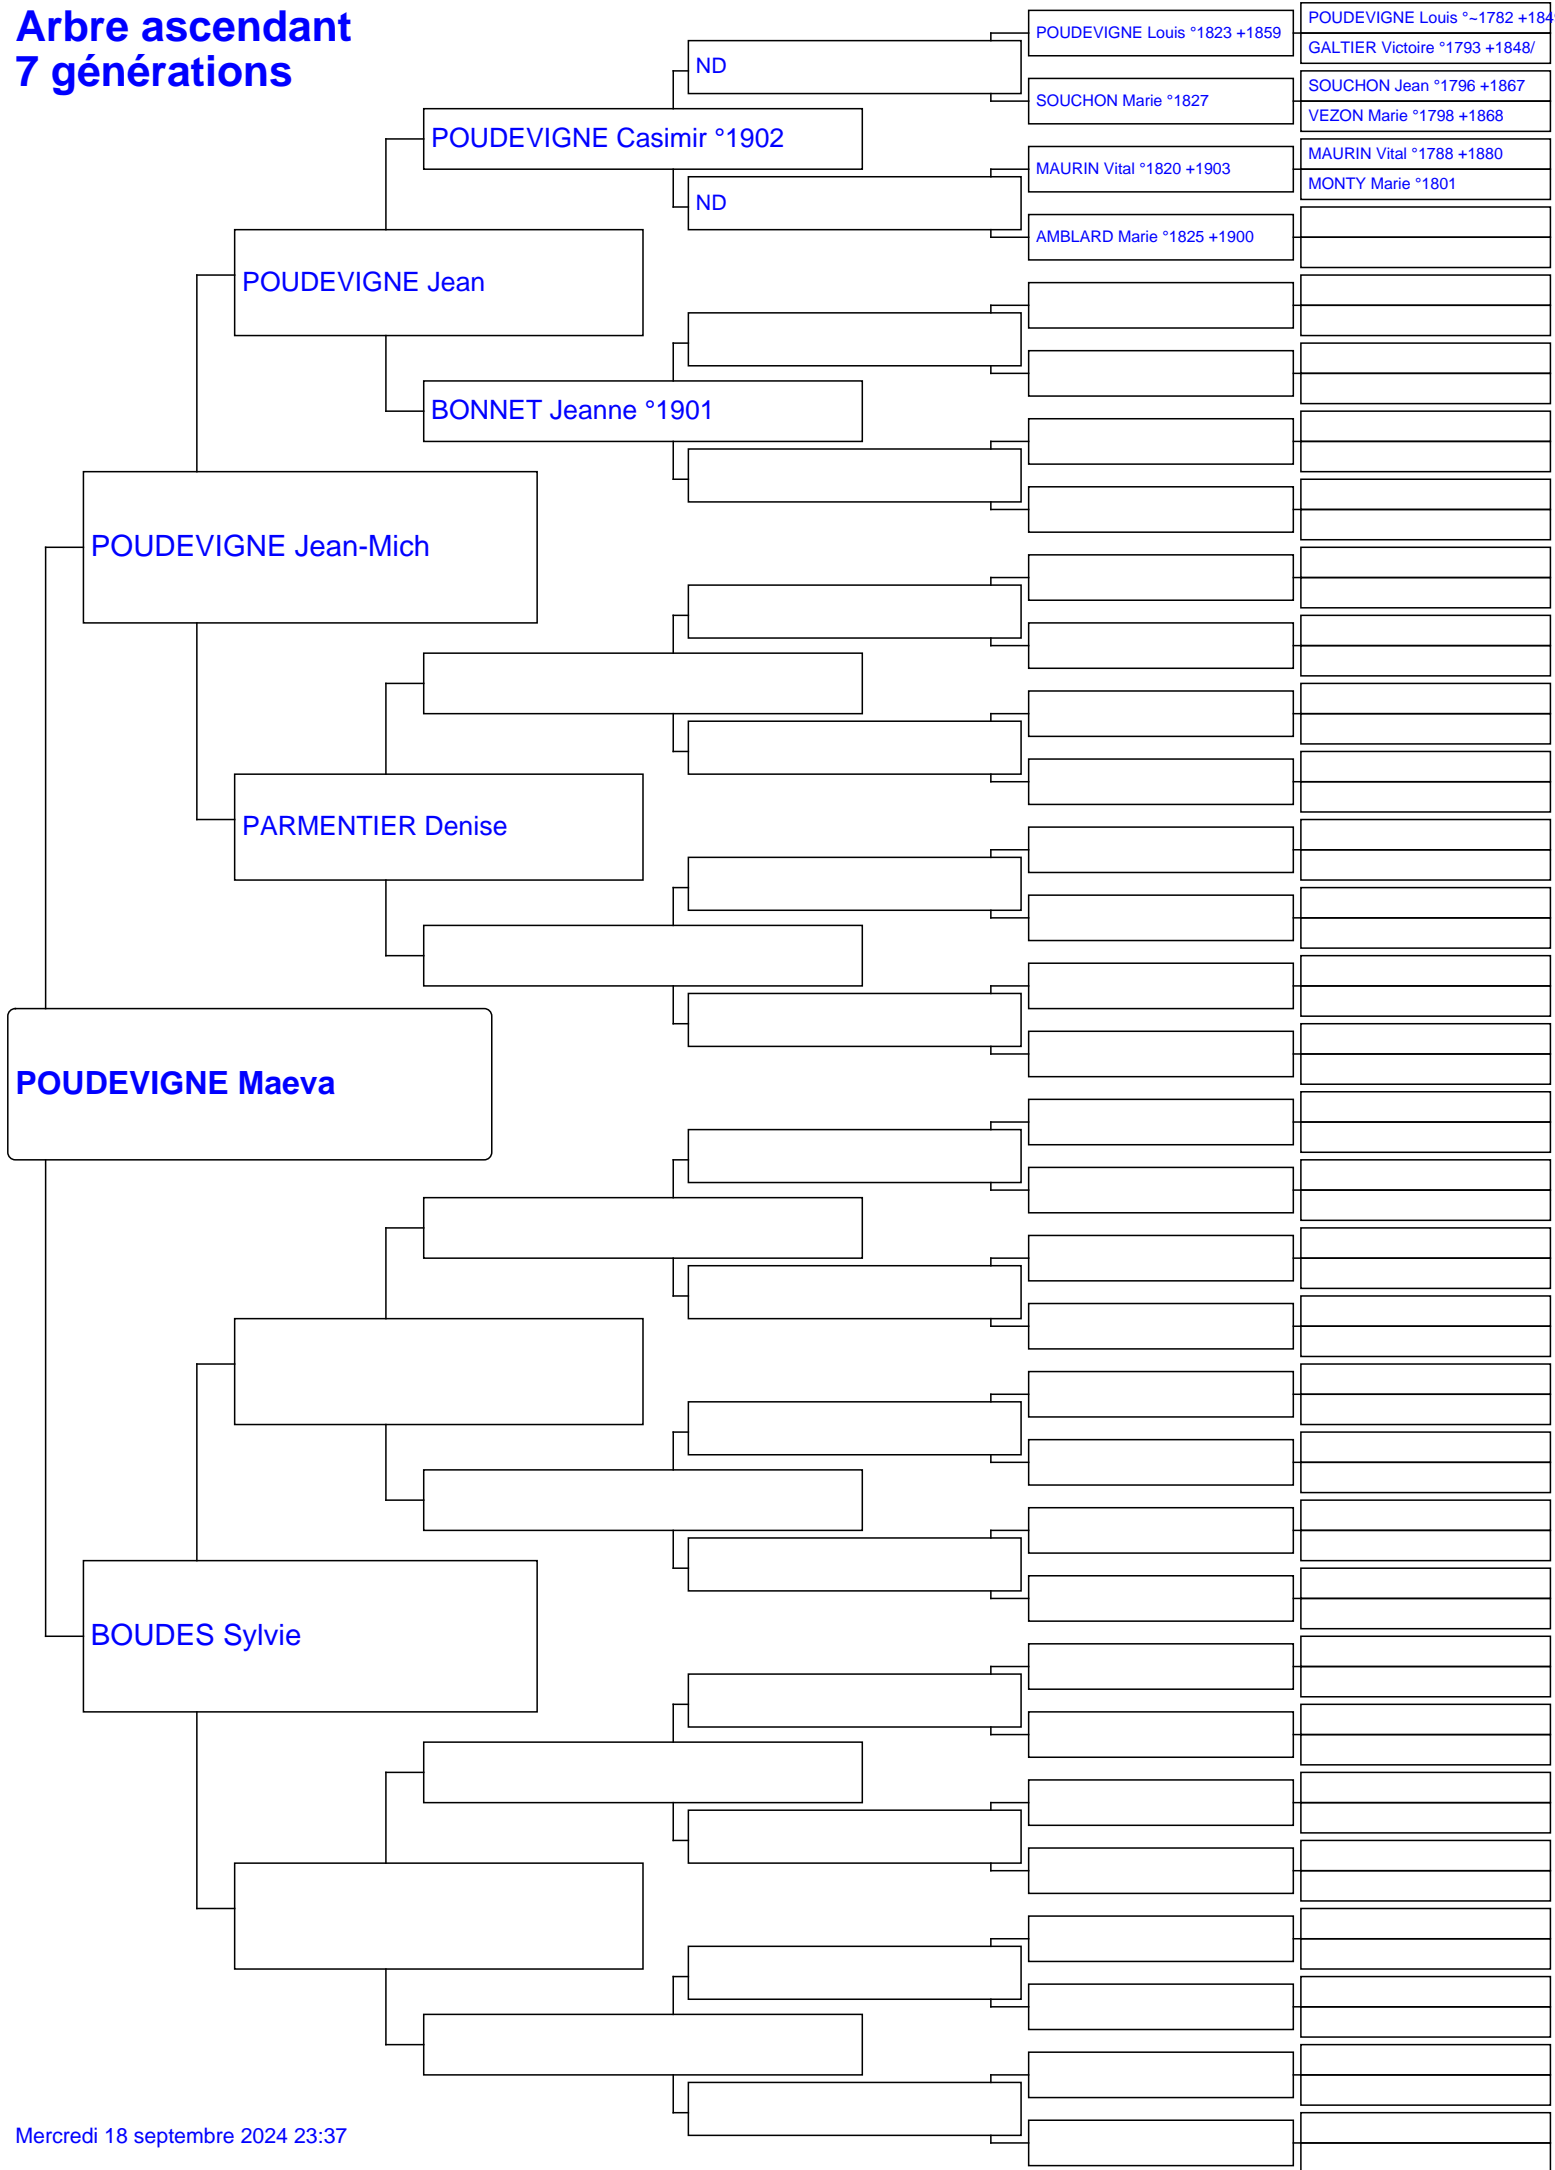 Arbre ascendant
7 générations
POUDEVIGNE Louis °1823 +1859
POUDEVIGNE Louis °~1782 +184
GALTIER Victoire °1793 +1848/
ND
SOUCHON Marie °1827
SOUCHON Jean °1796 +1867
VEZON Marie °1798 +1868
POUDEVIGNE Casimir °1902
MAURIN Vital °1820 +1903
MAURIN Vital °1788 +1880
MONTY Marie °1801
ND
AMBLARD Marie °1825 +1900
POUDEVIGNE Jean
BONNET Jeanne °1901
POUDEVIGNE Jean-Mich
PARMENTIER Denise
POUDEVIGNE Maeva
BOUDES Sylvie
Mercredi 18 septembre 2024 23:37